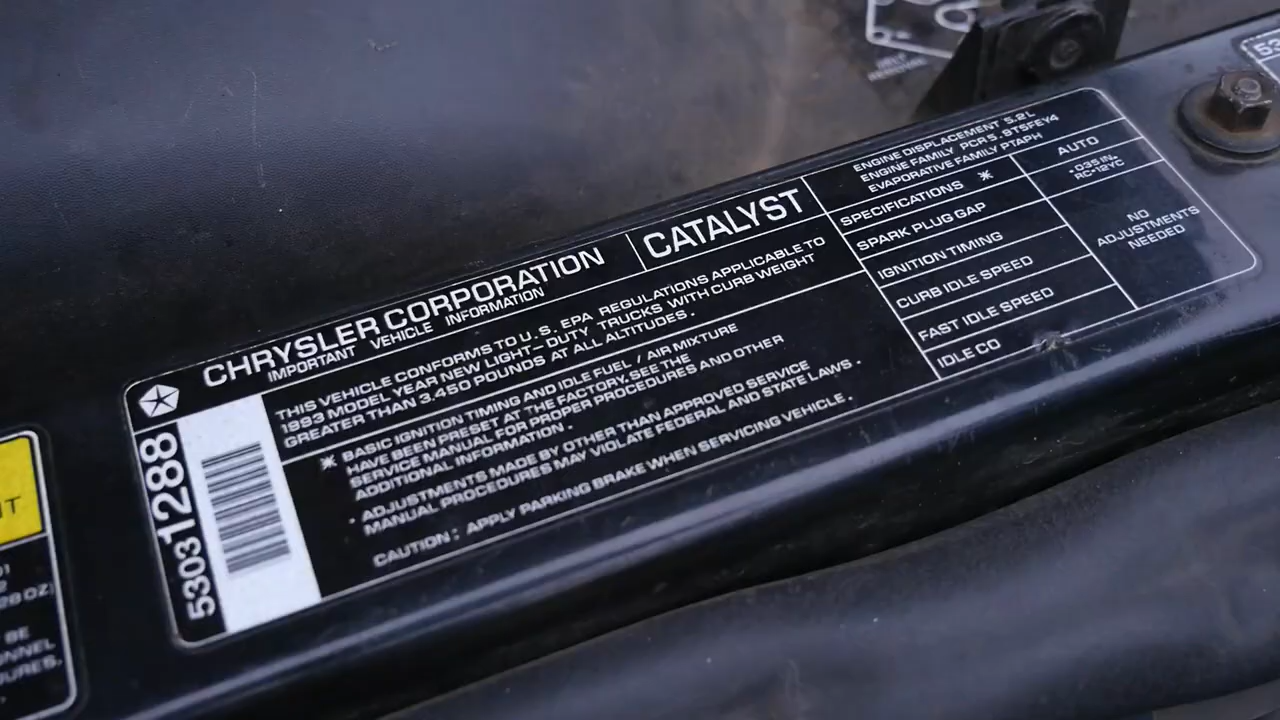 CHRYSLER CORPORATION
CATALYST
IMPORTANT VEHICLE INFORMATION
THIS VEHICLE CONFORMS TO U.S. EPA REGULATIONS APPLICABLE TO
1993 MODEL YEAR NEW LIGHT-DUTY TRUCKS WITH CURB WEIGHT
GREATER THAN 3.450 POUNDS AT ALL ALTITUDES.
* BASIC IGNITION TIMING AND IDLE FUEL / AIR MIXTURE
HAVE BEEN PRESET AT THE FACTORY. SEE THE
SERVICE MANUAL FOR PROPER PROCEDURES AND OTHER
ADDITIONAL INFORMATION.
· ADJUSTMENTS MADE BY OTHER THAN APPROVED SERVICE
MANUAL PROCEDURES MAY VIOLATE FEDERAL AND STATE LAWS.
CAUTION: APPLY PARKING BRAKE WHEN SERVICING VEHICLE.
53031288
ENGINE DISPLACEMENT 5.2L
ENGINE FAMILY PCR5.8T5FEY4
EVAPORATIVE FAMILY PTAPH
SPECIFICATIONS *
AUTO
SPARK PLUG GAP
.035 IN.
RC-12YC
IGNITION TIMING
CURB IDLE SPEED
FAST IDLE SPEED
IDLE CO
NO
ADJUSTMENTS
NEEDED
28 OZ)
BE
53